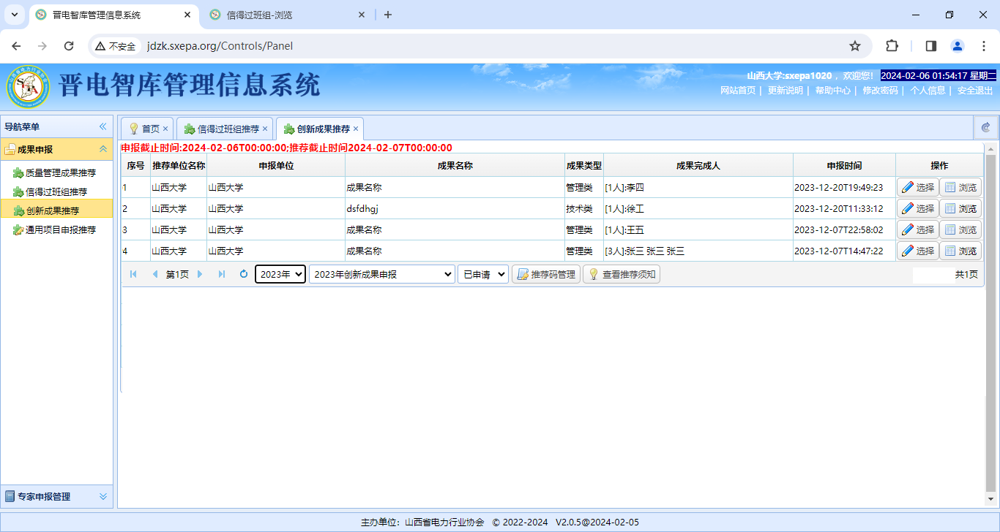 晋电智库管理信息系统
信得过班组-浏览
不安全
jdzk.sxepa.org/Controls/Panel
晋电智库管理信息系统
山西大学:sxepa1020 ,  欢迎您!  2024-02-06 01:54:17 星期二
网站首页 | 更新说明 | 帮助中心 | 修改密码 | 个人信息 | 安全退出
导航菜单
首页 信得过班组推荐 创新成果推荐
成果申报
质量管理成果推荐
信得过班组推荐
创新成果推荐
通用项目申报推荐
专家申报管理
申报截止时间:2024-02-06T00:00:00;推荐截止时间2024-02-07T00:00:00
序号 推荐单位名称 申报单位 成果名称 成果类型 成果完成人 申报时间 操作
1 山西大学 山西大学 成果名称 管理类 [1人]:李四 2023-12-20T19:49:23 选择 浏览
2 山西大学 山西大学 dsfdhgj 技术类 [1人]:徐工 2023-12-20T11:33:12 选择 浏览
3 山西大学 山西大学 成果名称 管理类 [1人]:王五 2023-12-07T22:58:02 选择 浏览
4 山西大学 山西大学 成果名称 管理类 [3人]:张三 张三 张三 2023-12-07T14:47:22 选择 浏览
第1页 2023年 2023年创新成果申报 已申请 推荐码管理 查看推荐须知 共1页
主办单位：山西省电力行业协会 © 2022-2024 V2.0.5@2024-02-05